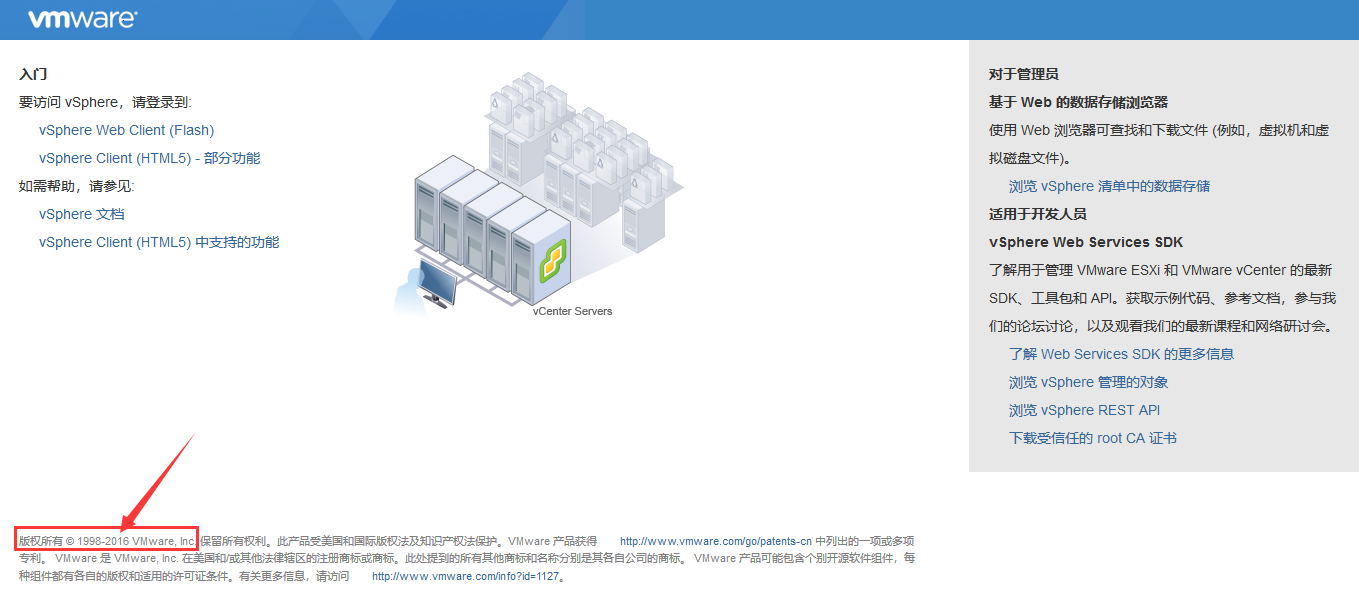 vmware®
入门
要访问 vSphere，请登录到:
vSphere Web Client (Flash)
vSphere Client (HTML5) - 部分功能
如需帮助，请参见:
vSphere 文档
vSphere Client (HTML5) 中支持的功能
vCenter Servers
对于管理员
基于 Web 的数据存储浏览器
使用 Web 浏览器可查找和下载文件 (例如，虚拟机和虚
拟磁盘文件)。
浏览 vSphere 清单中的数据存储
适用于开发人员
vSphere Web Services SDK
了解用于管理 VMware ESXi 和 VMware vCenter 的最新
SDK、工具包和 API。获取示例代码、参考文档，参与我
们的论坛讨论，以及观看我们的最新课程和网络研讨会。
了解 Web Services SDK 的更多信息
浏览 vSphere 管理的对象
浏览 vSphere REST API
下载受信任的 root CA 证书
版权所有 © 1998-2016 VMware, Inc. 保留所有权利。此产品受美国和国际版权法及知识产权法保护。VMware 产品获得 http://www.vmware.com/go/patents-cn 中列出的一项或多项
专利。 VMware 是 VMware, Inc. 在美国和/或其他法律辖区的注册商标或商标。此处提到的所有其他商标和名称分别是其各自公司的商标。 VMware 产品可能包含个别开源软件组件，每
种组件都有各自的版权和适用的许可证条件。有关更多信息，请访问 http://www.vmware.com/info?id=1127。